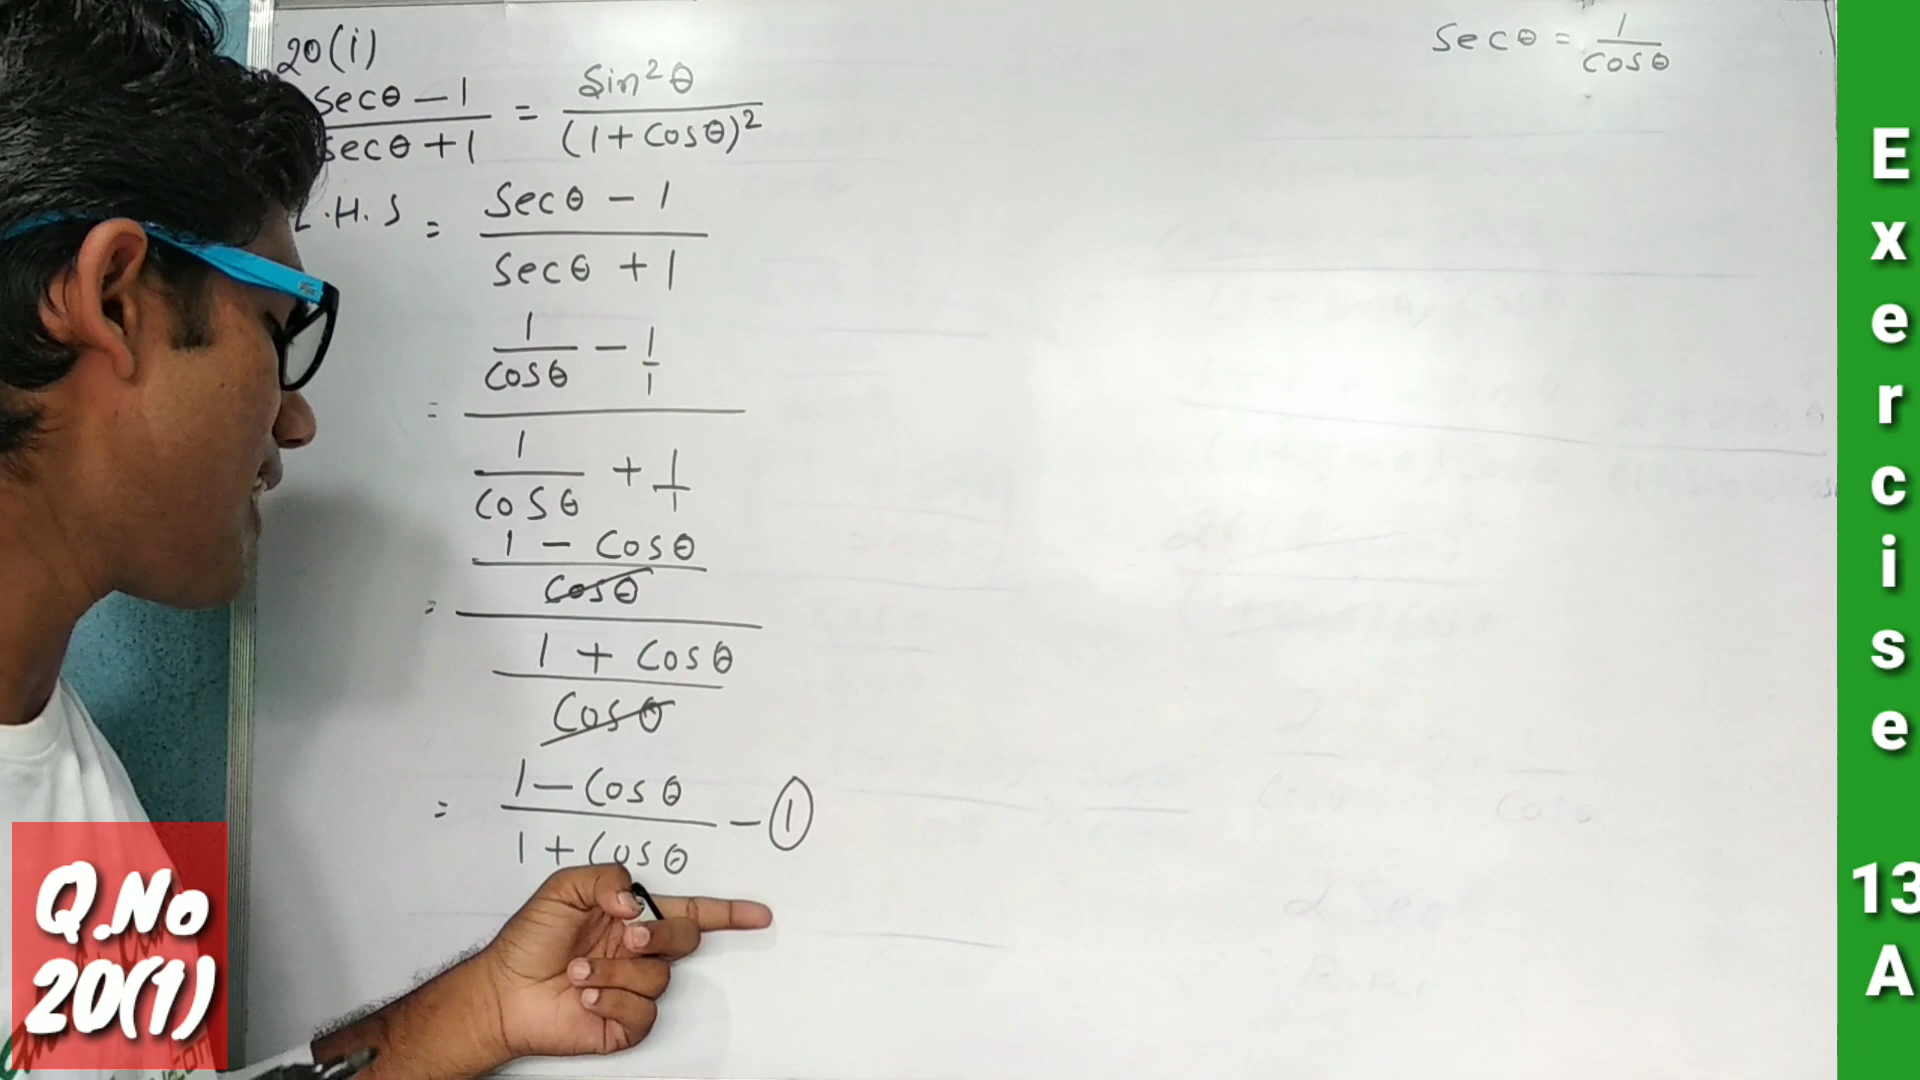 20(i)
secθ - 1 / secθ + 1 = Sin²θ / (1 + Cosθ)²
L.H.S = Secθ - 1 / Secθ + 1
= 1/Cosθ - 1/1 / 1/Cosθ + 1/1
= 1 - Cosθ / Cosθ / 1 + Cosθ / Cosθ
= 1 - Cosθ / 1 + Cosθ - ①
Secθ = 1 / Cosθ
Exercise
13
A
Q.No
20(1)